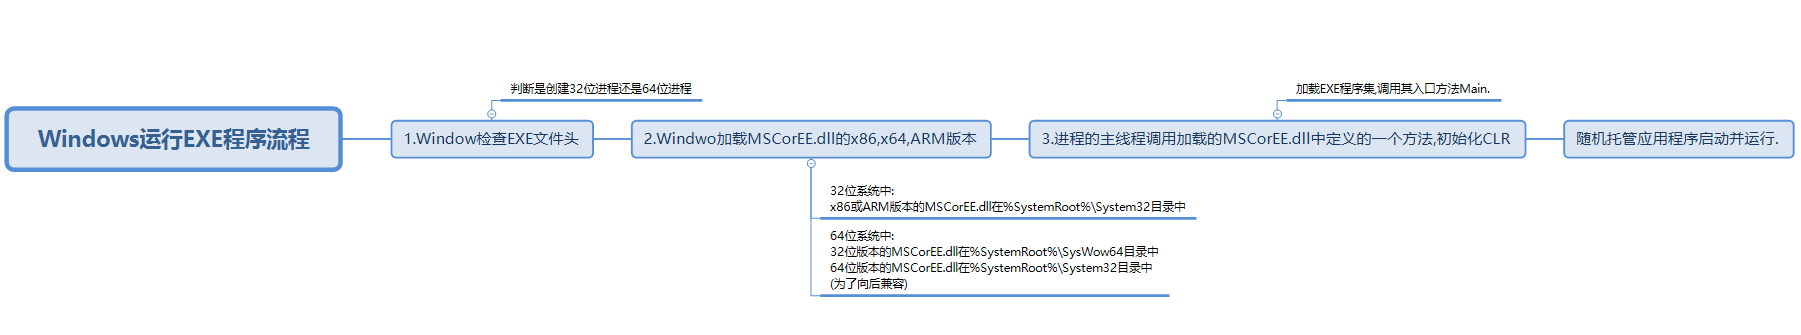 Windows运行EXE程序流程
判断是创建32位进程还是64位进程
1.Window检查EXE文件头
2.Windwo加载MSCorEE.dll的x86,x64,ARM版本
32位系统中:
x86或ARM版本的MSCorEE.dll在%SystemRoot%\System32目录中
64位系统中:
32位版本的MSCorEE.dll在%SystemRoot%\SysWow64目录中
64位版本的MSCorEE.dll在%SystemRoot%\System32目录中
(为了向后兼容)
加载EXE程序集,调用其入口方法Main.
3.进程的主线程调用加载的MSCorEE.dll中定义的一个方法,初始化CLR
随机托管应用程序启动并运行.